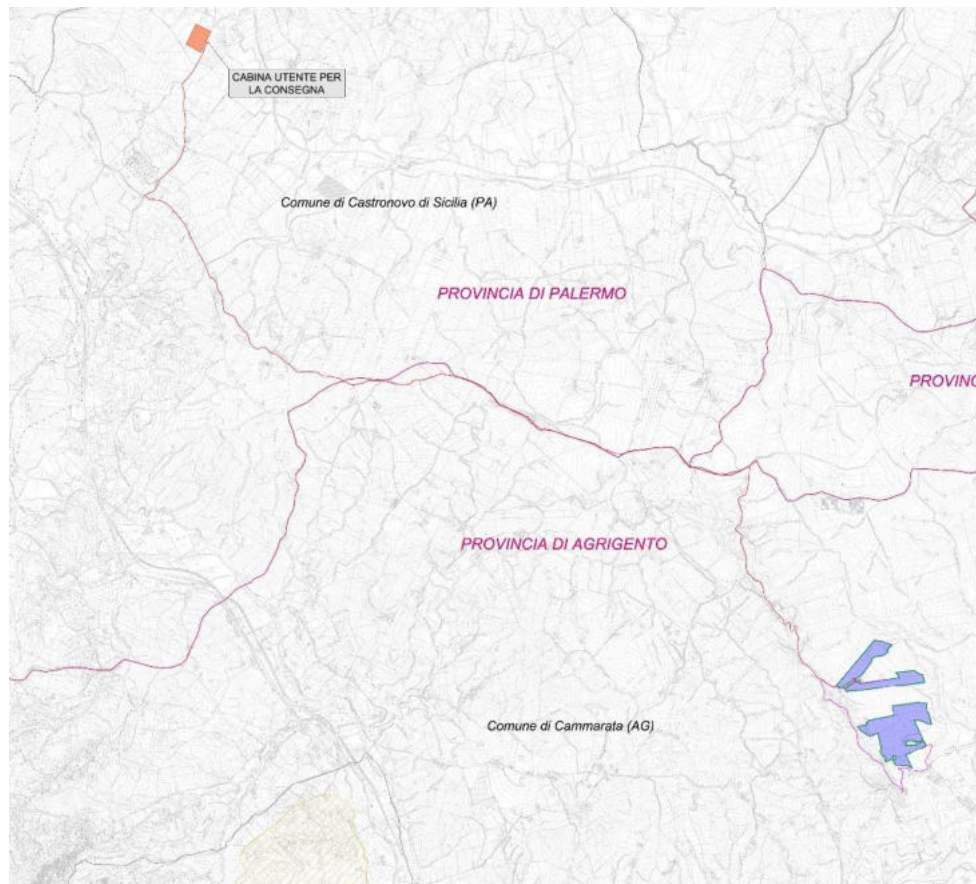 CABINA UTENTE PER
LA CONSEGNA
Comune di Castronovo di Sicilia (PA)
PROVINCIA DI PALERMO
PROVINC
PROVINCIA DI AGRIGENTO
Comune di Cammarata (AG)